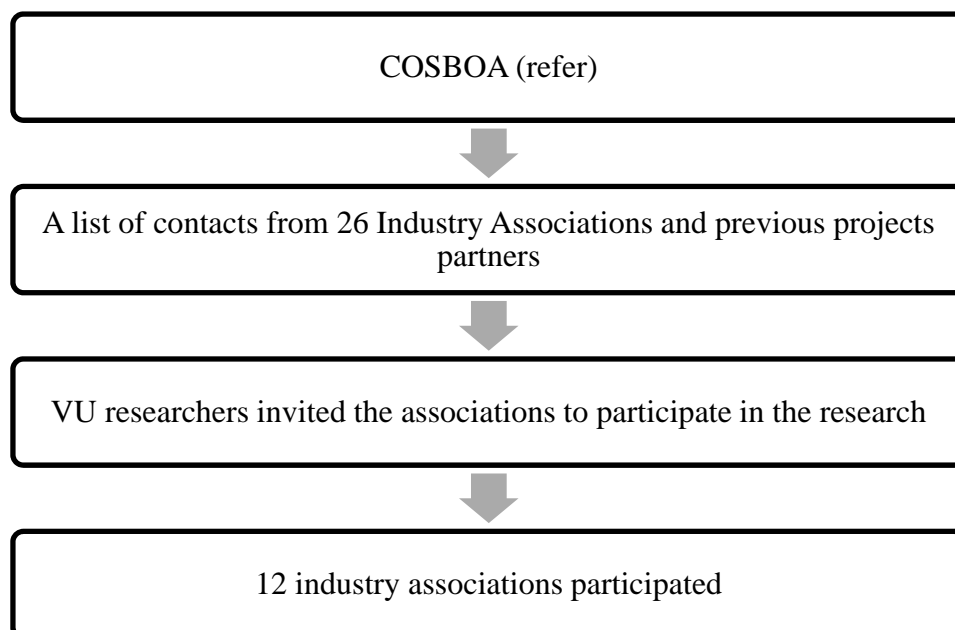 COSBOA (refer)
A list of contacts from 26 Industry Associations and previous projects
partners
VU researchers invited the associations to participate in the research
12 industry associations participated